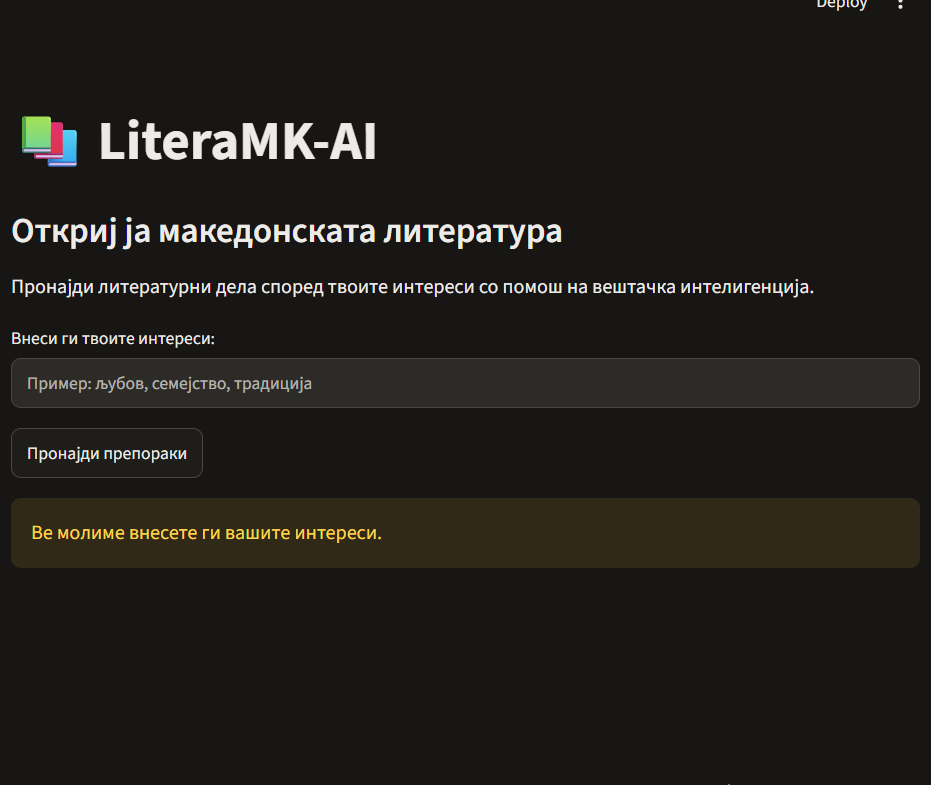 Deploy
LiteraMK-AI
Откриј ја македонската литература
Пронајди литературни дела според твоите интереси со помош на вештачка интелигенција.
Внеси ги твоите интереси:
Пример: љубов, семејство, традиција
Пронајди препораки
Ве молиме внесете ги вашите интереси.